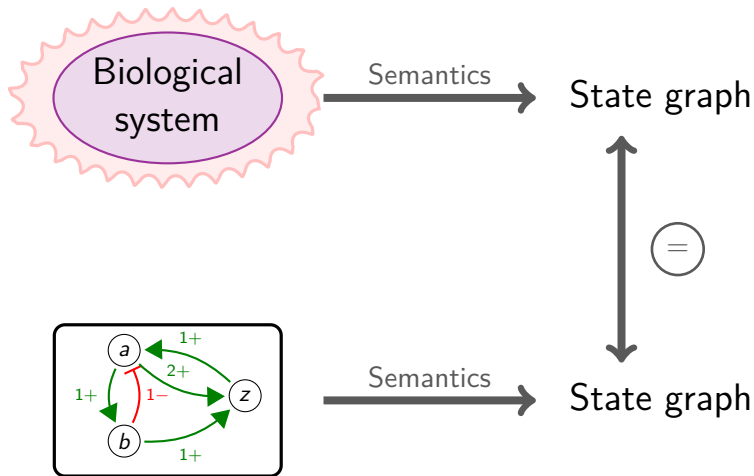 Biological
system
Semantics
State graph
=
1+
a
2+
1+
1−
z
b
1+
Semantics
State graph